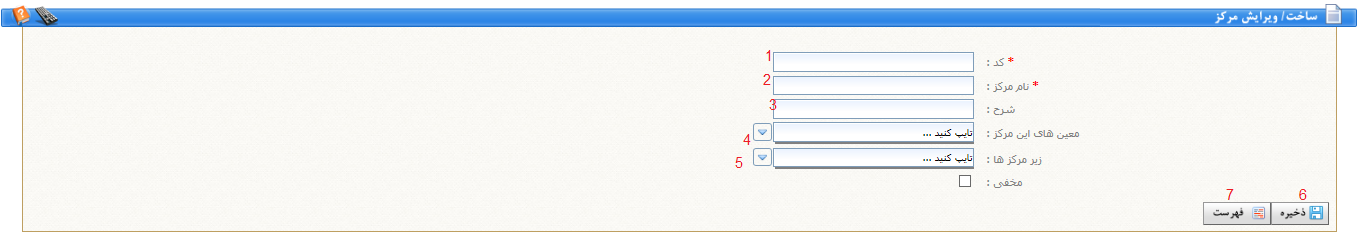 ساخت/ ویرایش مرکز
* کد : 1
* نام مرکز : 2
شرح : 3
معین های این مرکز : تایپ کنید ... 4
زیر مرکز ها : تایپ کنید ... 5
مخفی :
6 7
ذخیره فهرست